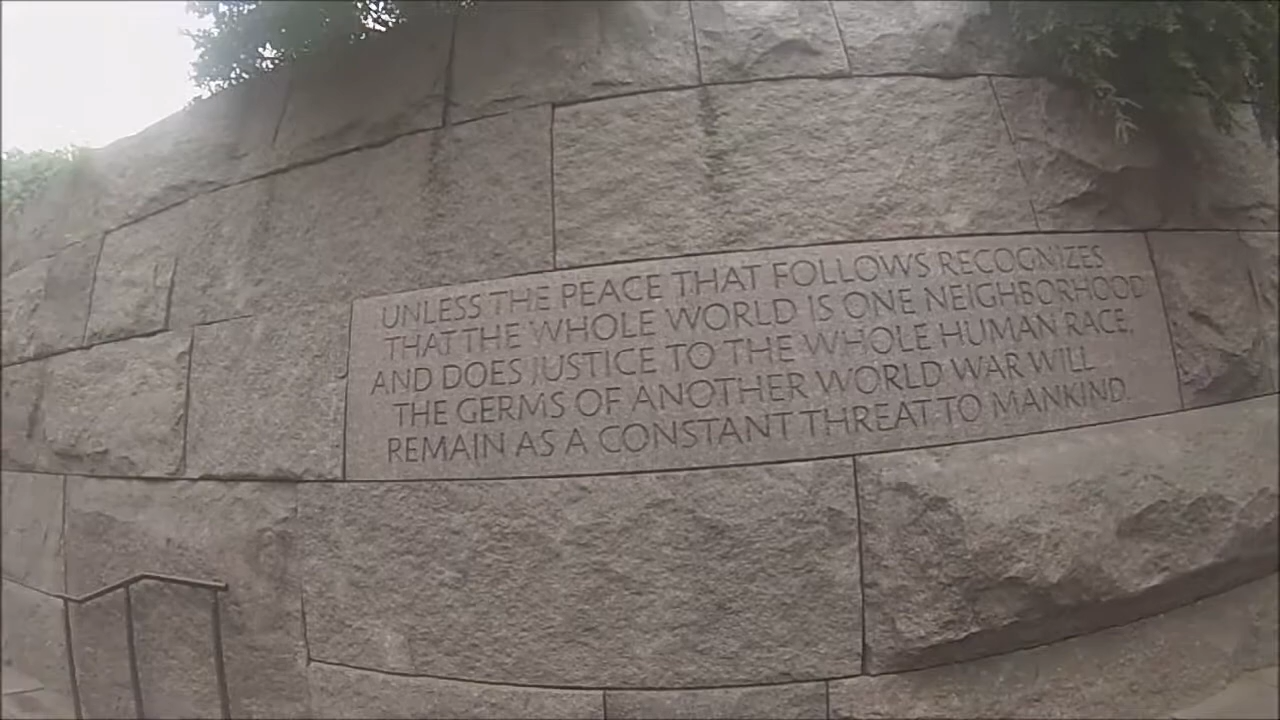 UNLESS THE PEACE THAT FOLLOWS RECOGNIZES
THAT THE WHOLE WORLD IS ONE NEIGHBORHOOD
AND DOES JUSTICE TO THE WHOLE HUMAN RACE,
THE GERMS OF ANOTHER WORLD WAR WILL
REMAIN AS A CONSTANT THREAT TO MANKIND.